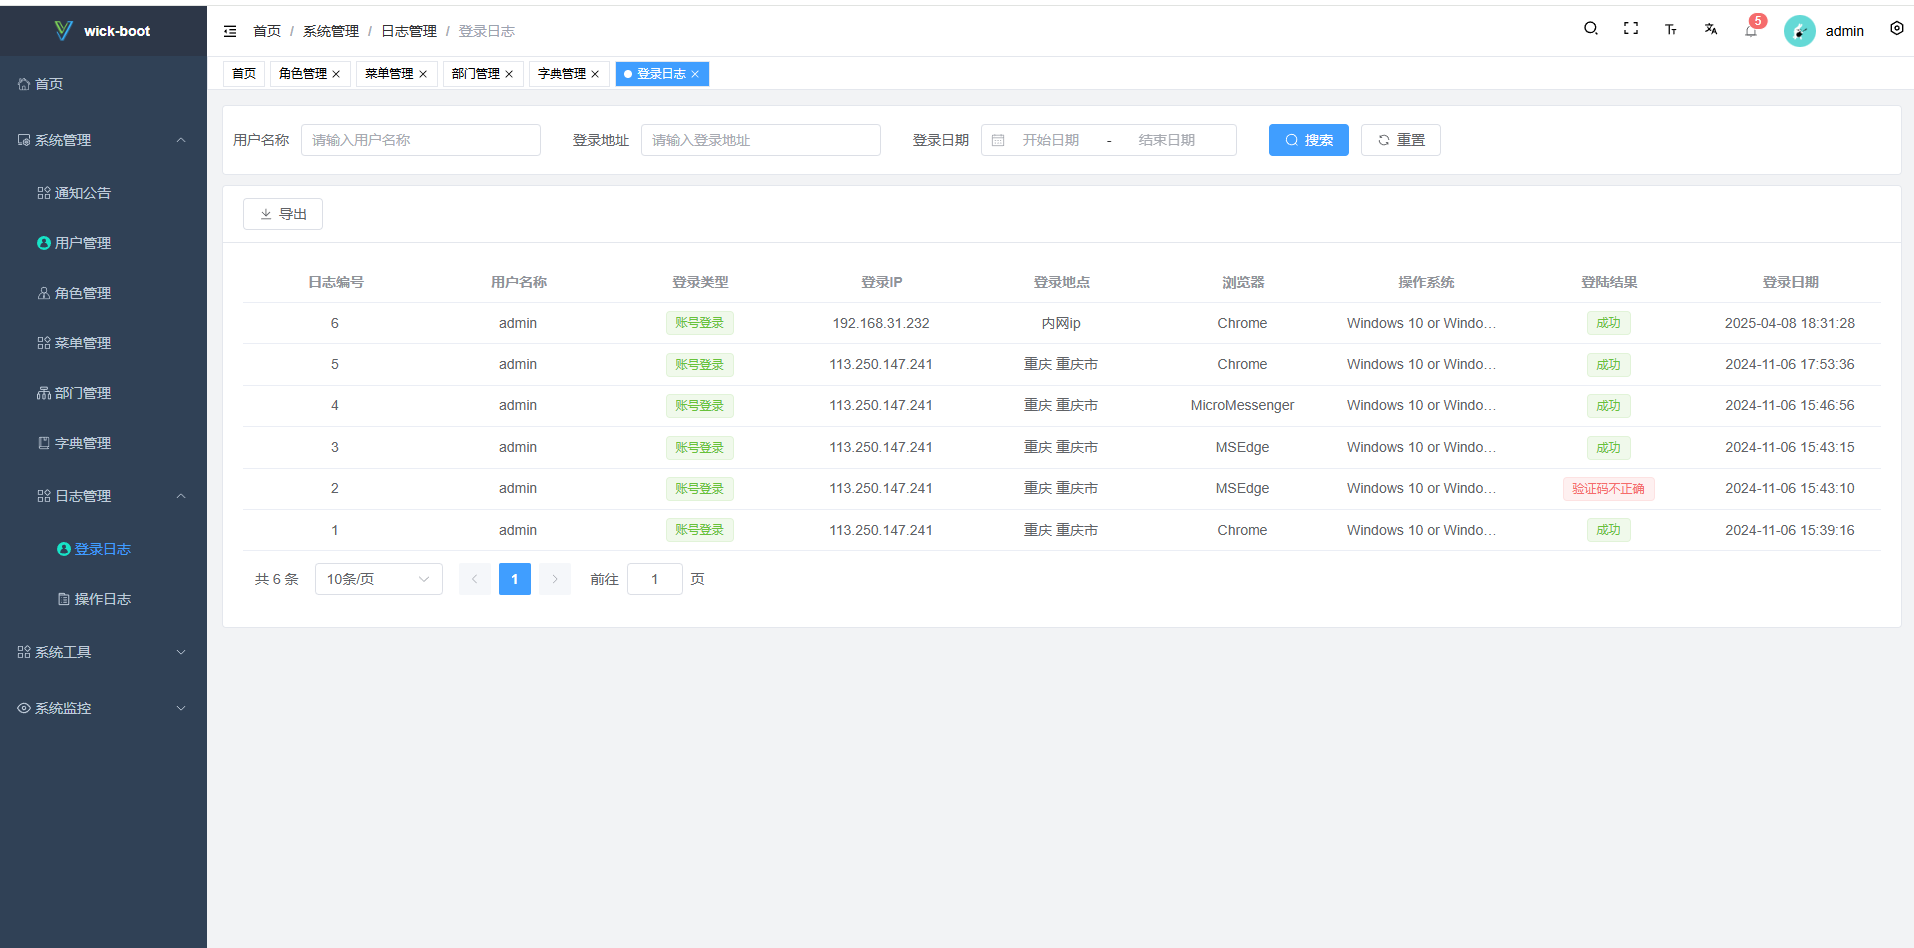 wick-boot
首页
系统管理
通知公告
用户管理
角色管理
菜单管理
部门管理
字典管理
日志管理
登录日志
操作日志
系统工具
系统监控
首页 / 系统管理 / 日志管理 / 登录日志
5
admin
首页 角色管理 菜单管理 部门管理 字典管理 登录日志
用户名称 请输入用户名称 登录地址 请输入登录地址 登录日期 开始日期 - 结束日期 搜索 重置
导出
日志编号 用户名称 登录类型 登录IP 登录地点 浏览器 操作系统 登陆结果 登录日期
6 admin 账号登录 192.168.31.232 内网ip Chrome Windows 10 or Windo… 成功 2025-04-08 18:31:28
5 admin 账号登录 113.250.147.241 重庆 重庆市 Chrome Windows 10 or Windo… 成功 2024-11-06 17:53:36
4 admin 账号登录 113.250.147.241 重庆 重庆市 MicroMessenger Windows 10 or Windo… 成功 2024-11-06 15:46:56
3 admin 账号登录 113.250.147.241 重庆 重庆市 MSEdge Windows 10 or Windo… 成功 2024-11-06 15:43:15
2 admin 账号登录 113.250.147.241 重庆 重庆市 MSEdge Windows 10 or Windo… 验证码不正确 2024-11-06 15:43:10
1 admin 账号登录 113.250.147.241 重庆 重庆市 Chrome Windows 10 or Windo… 成功 2024-11-06 15:39:16
共 6 条 10条/页 1 前往 1 页